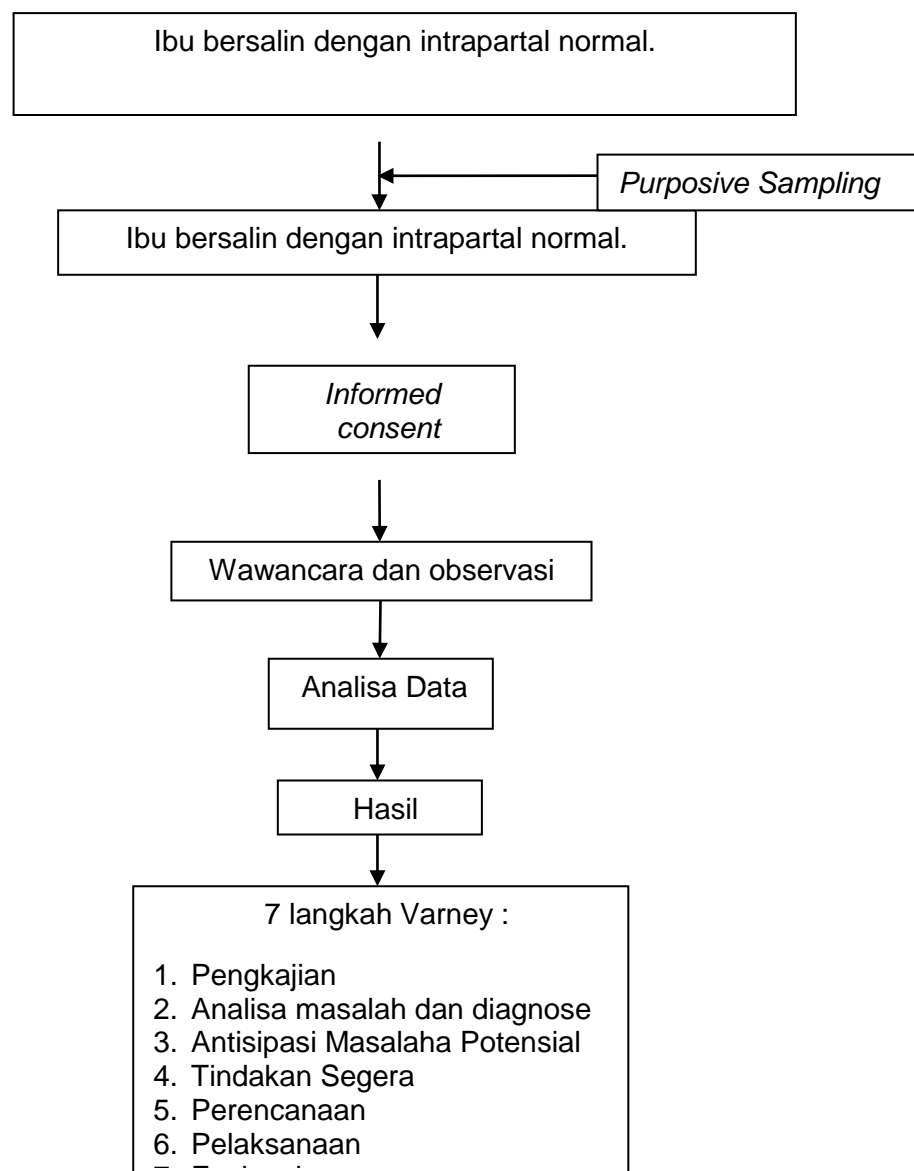 Ibu bersalin dengan intrapartal normal.
Purposive Sampling
Ibu bersalin dengan intrapartal normal.
Informed
consent
Wawancara dan observasi
Analisa Data
Hasil
7 langkah Varney :
1. Pengkajian
2. Analisa masalah dan diagnose
3. Antisipasi Masalaha Potensial
4. Tindakan Segera
5. Perencanaan
6. Pelaksanaan